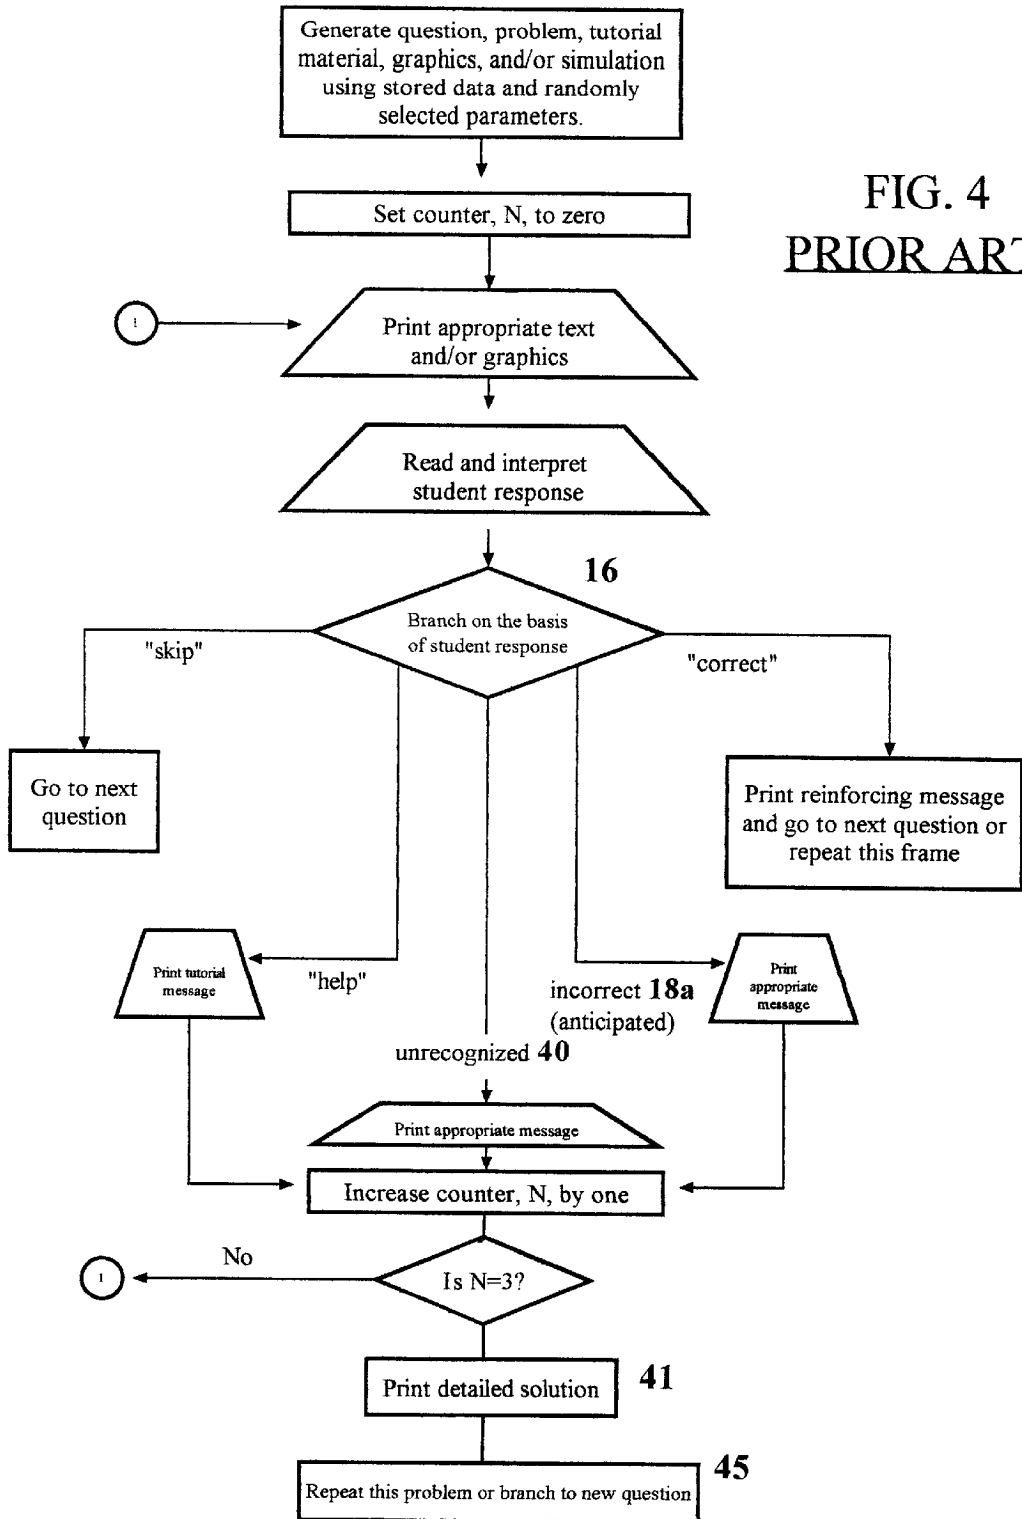 Generate question, problem, tutorial
material, graphics, and/or simulation
using stored data and randomly
selected parameters.
FIG. 4
PRIOR ART
Set counter, N, to zero
1
Print appropriate text
and/or graphics
Read and interpret
student response
16
Branch on the basis
of student response
"skip"
"correct"
Go to next
question
Print reinforcing message
and go to next question or
repeat this frame
Print tutorial
message
"help"
incorrect 18a
(anticipated)
Print
appropriate
message
unrecognized 40
Print appropriate message
Increase counter, N, by one
No
1
Is N=3?
Print detailed solution
41
45
Repeat this problem or branch to new question